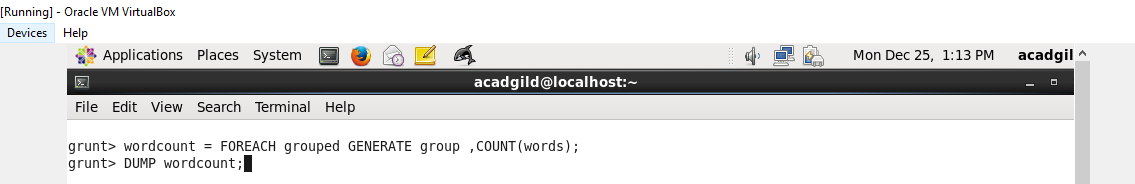 [Running] - Oracle VM VirtualBox
Devices Help
Applications Places System Mon Dec 25, 1:13 PM acadgil
acadgild@localhost:~
File Edit View Search Terminal Help
grunt> wordcount = FOREACH grouped GENERATE group ,COUNT(words);
grunt> DUMP wordcount;